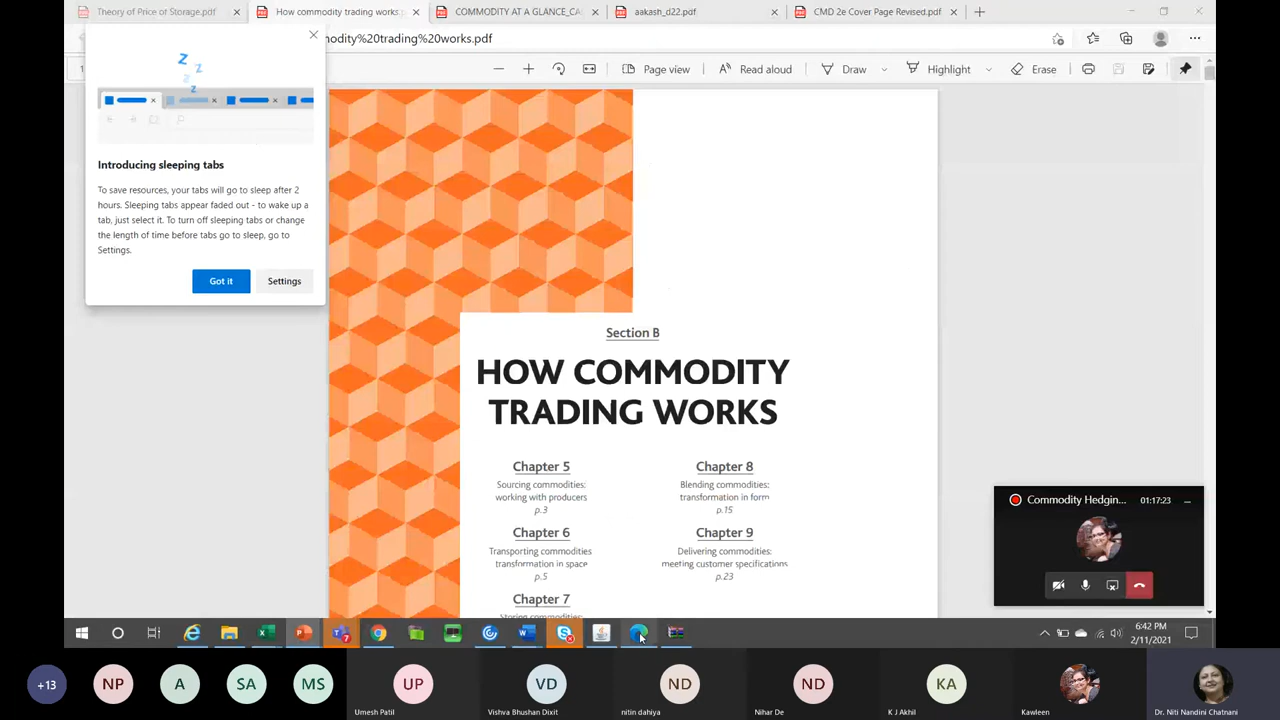 Theory of Price of Storage.pdf
How commodity trading works.
COMMODITY AT A GLANCE_CA
aakash_d22.pdf
CMD 2e Cover Page Revised.pdf
modity%20trading%20works.pdf
Page view
Read aloud
Draw
Highlight
Erase
z
z
z
z
Introducing sleeping tabs
To save resources, your tabs will go to sleep after 2
hours. Sleeping tabs appear faded out - to wake up a
tab, just select it. To turn off sleeping tabs or change
the length of time before tabs go to sleep, go to
Settings.
Got it
Settings
Section B
HOW COMMODITY
TRADING WORKS
Chapter 5
Sourcing commodities:
working with producers
p.3
Chapter 6
Transporting commodities
transformation in space
p.5
Chapter 7
Storing commodities:
Chapter 8
Blending commodities:
transformation in form
p.15
Chapter 9
Delivering commodities:
meeting customer specifications
p.23
Commodity Hedgin...
01:17:23
6:42 PM
2/11/2021
+13
NP
A
SA
MS
UP
Umesh Patil
VD
Vishva Bhushan Dixit
ND
nitin dahiya
ND
Nihar De
KA
K J Akhil
Kawleen
Dr. Niti Nandini Chatnani